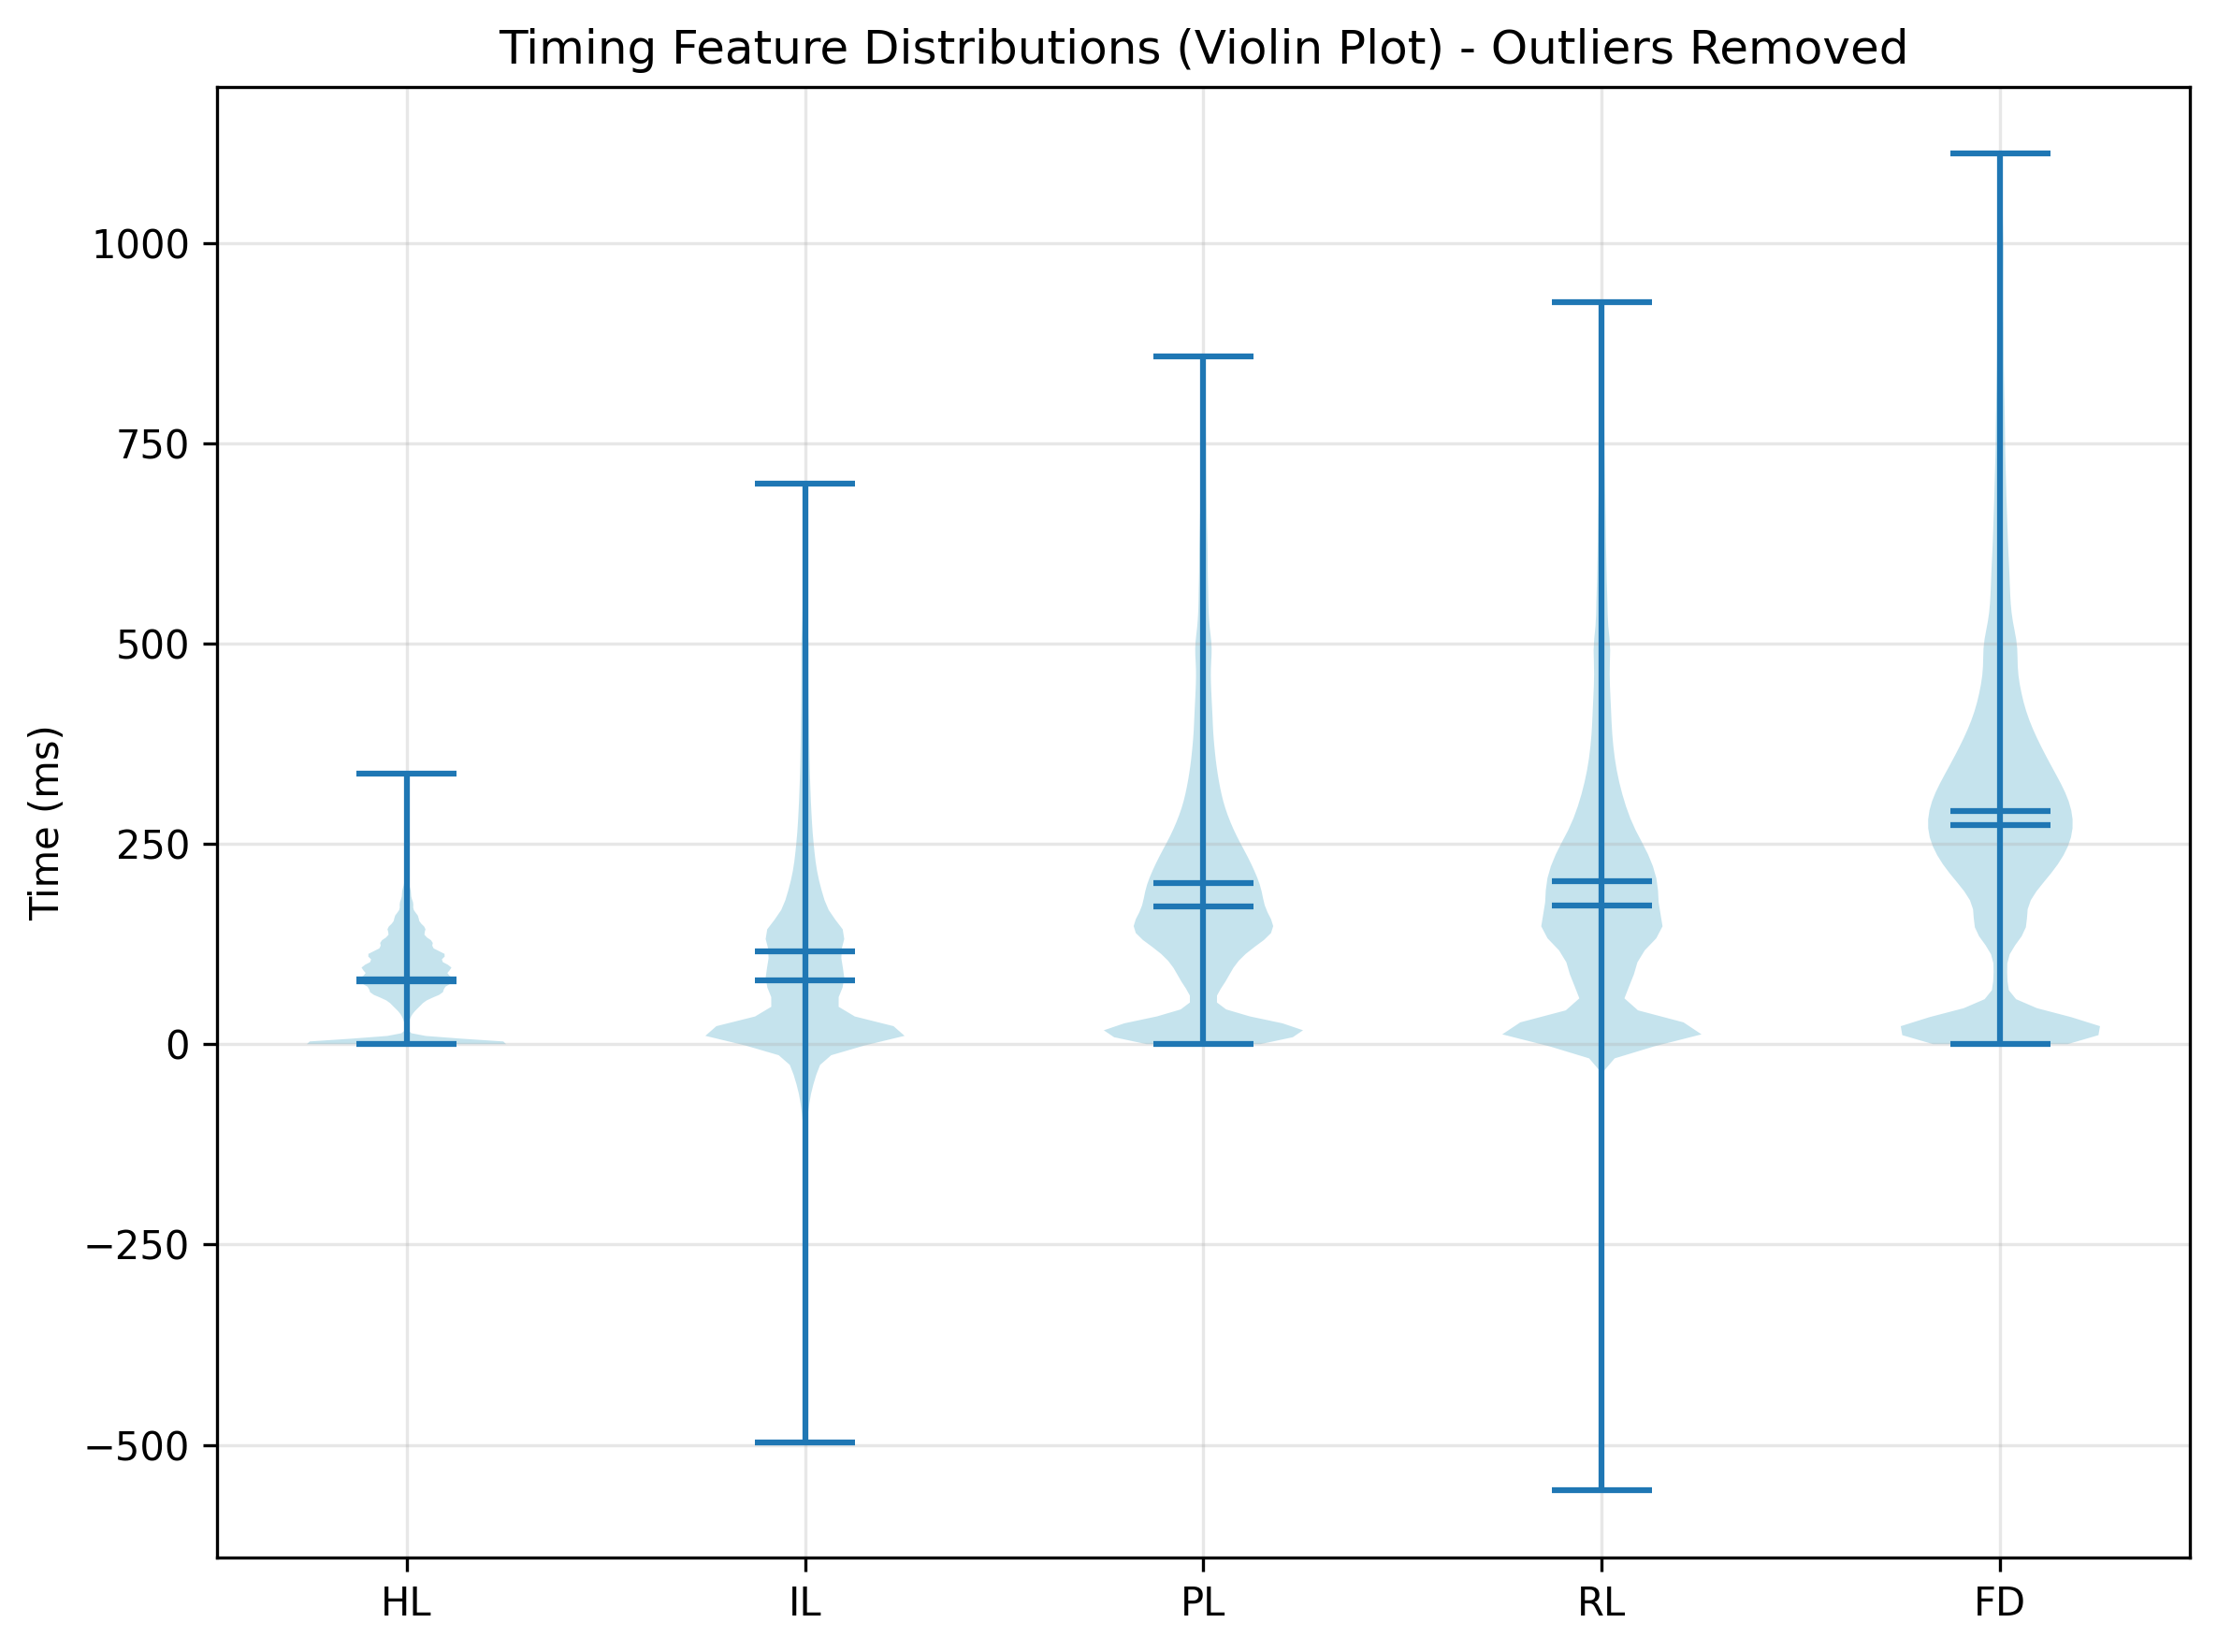 Timing Feature Distributions (Violin Plot) - Outliers Removed
Time (ms)
1000
750
500
250
0
−250
−500
HL IL PL RL FD